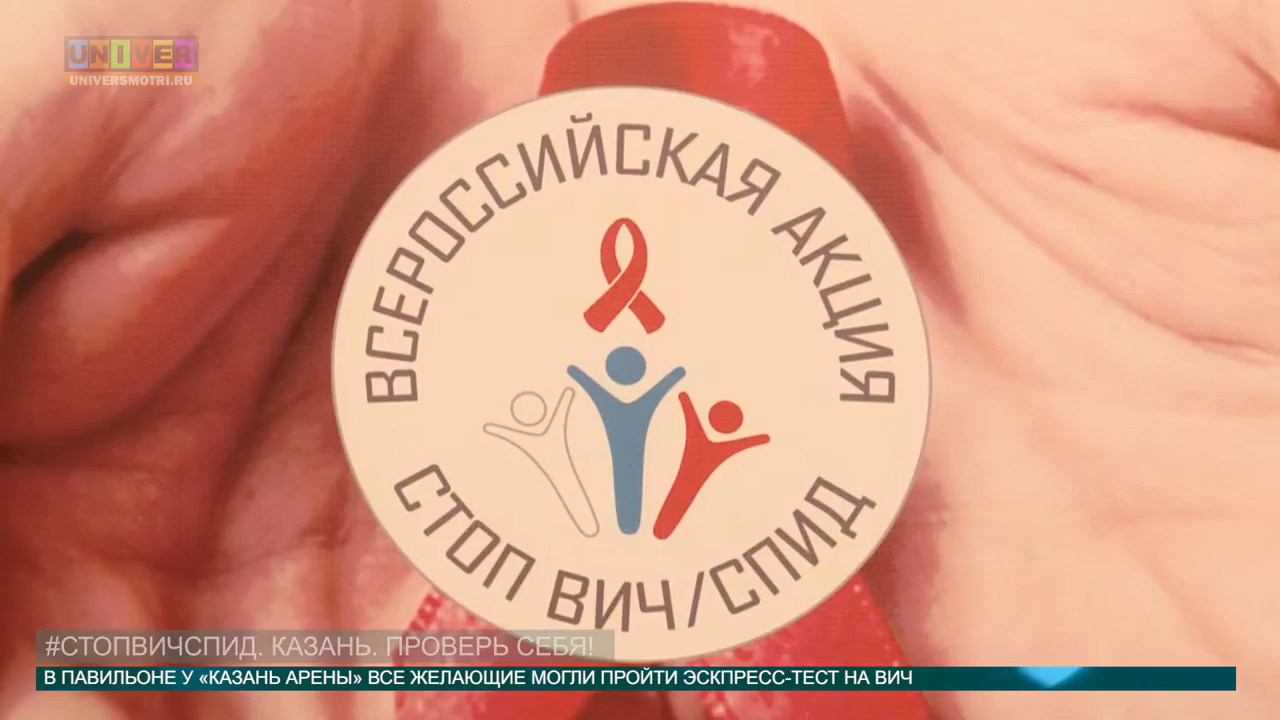 UNIVER
UNIVERSMOTRI.RU
ВСЕРОССИЙСКАЯ АКЦИЯ
СТОП ВИЧ/СПИД
#СТОПВИЧСПИД. КАЗАНЬ. ПРОВЕРЬ СЕБЯ!
В ПАВИЛЬОНЕ У «КАЗАНЬ АРЕНЫ» ВСЕ ЖЕЛАЮЩИЕ МОГЛИ ПРОЙТИ ЭСКПРЕСС-ТЕСТ НА ВИЧ